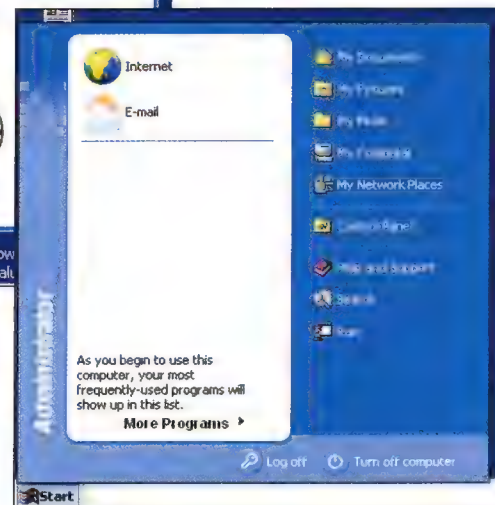 Internet
E-mail
As you begin to use this
computer, your most
frequently-used programs will
show up in this list.
More Programs
Administrator
My Documents
My Pictures
My Music
My Computer
My Network Places
Control Panel
Help and Support
Search
Run
Log off
Turn off computer
Start